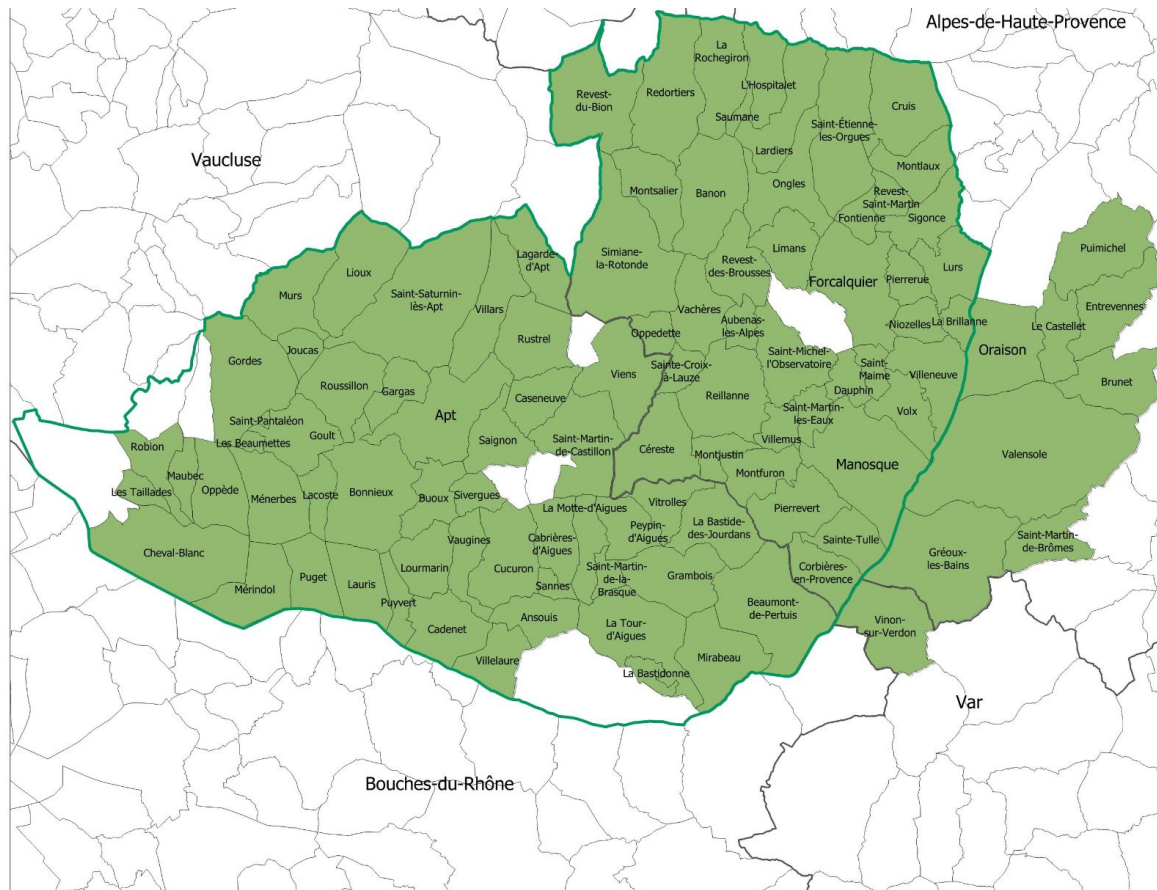 Alpes-de-Haute-Provence
La
Rochegiron
L'Hospitalet
Revest-
du-Bion
Redortiers
Cruis
Saumane
Saint-Étienne-
les-Orgues
Vaucluse
Lardiers
Montlaux
Montsalier
Banon
Ongles
Revest-
Saint-Martin
Fontienne
Sigonce
Lagarde-
d'Apt
Simiane-
la-Rotonde
Revest-
des-Brousses
Limans
Puimichel
Lioux
Forcalquier
Pierrerue
Lurs
Murs
Saint-Saturnin-
lès-Apt
Villars
Vachères
Entrevennes
Oppedette
Aubenas-
les-Alpes
Niozelles
La Brillanne
Le Castellet
Rustrel
Joucas
Oraison
Gordes
Saint-Michel-
l'Observatoire
Sainte-Croix-
à-Lauze
Saint-
Maime
Villeneuve
Viens
Brunet
Roussillon
Gargas
Caseneuve
Reillanne
Dauphin
Apt
Saint-Martin-
les-Eaux
Volx
Saint-Pantaléon
Goult
Les Beaumettes
Saignon
Saint-Martin-
de-Castillon
Villemus
Robion
Céreste
Montjustin
Valensole
Manosque
Maubec
Montfuron
Les Taillades
Oppède
Ménerbes
Lacoste
Bonnieux
Buoux
Sivergues
La Motte-d'Aigues
Vitrolles
Pierrevert
Peypin-
d'Aigues
La Bastide-
des-Jourdans
Vaugines
Cabrières-
d'Aigues
Sainte-Tulle
Saint-Martin-
de-Brômes
Cheval-Blanc
Gréoux-
les-Bains
Lourmarin
Cucuron
Saint-Martin-
de-la-
Brasque
Grambois
Corbières-
en-Provence
Puget
Lauris
Mérindol
Sannes
Puyvert
Beaumont-
de-Pertuis
Ansouis
Cadenet
La Tour-
d'Aigues
Vinon-
sur-Verdon
Villelaure
Mirabeau
La Bastidonne
Var
Bouches-du-Rhône